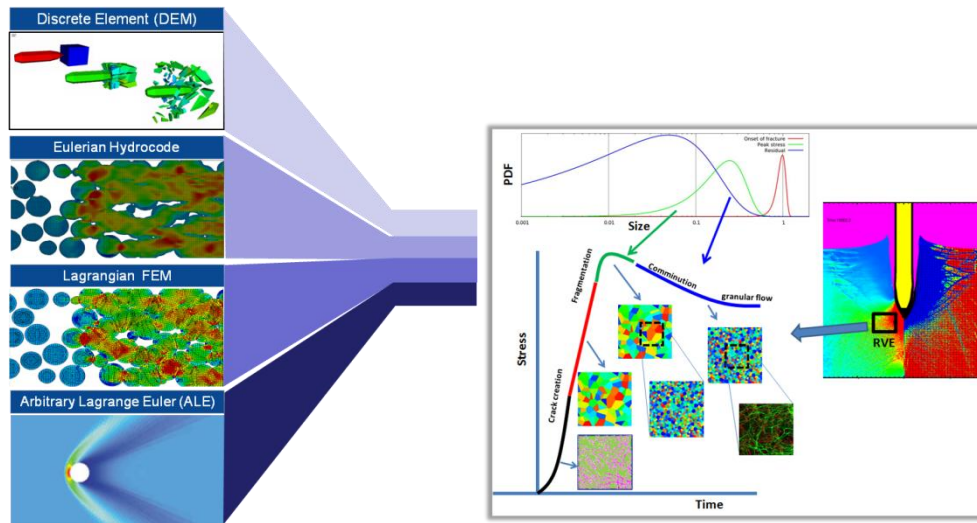 Discrete Element (DEM)
Eulerian Hydrocode
Lagrangian FEM
Arbitrary Lagrange Euler (ALE)
PDF
Onset of fracture
Peak stress
Residual
0.001
0.01
0.1
1
Size
Stress
Crack creation
Fragmentation
Comminution
granular flow
Time
RVE